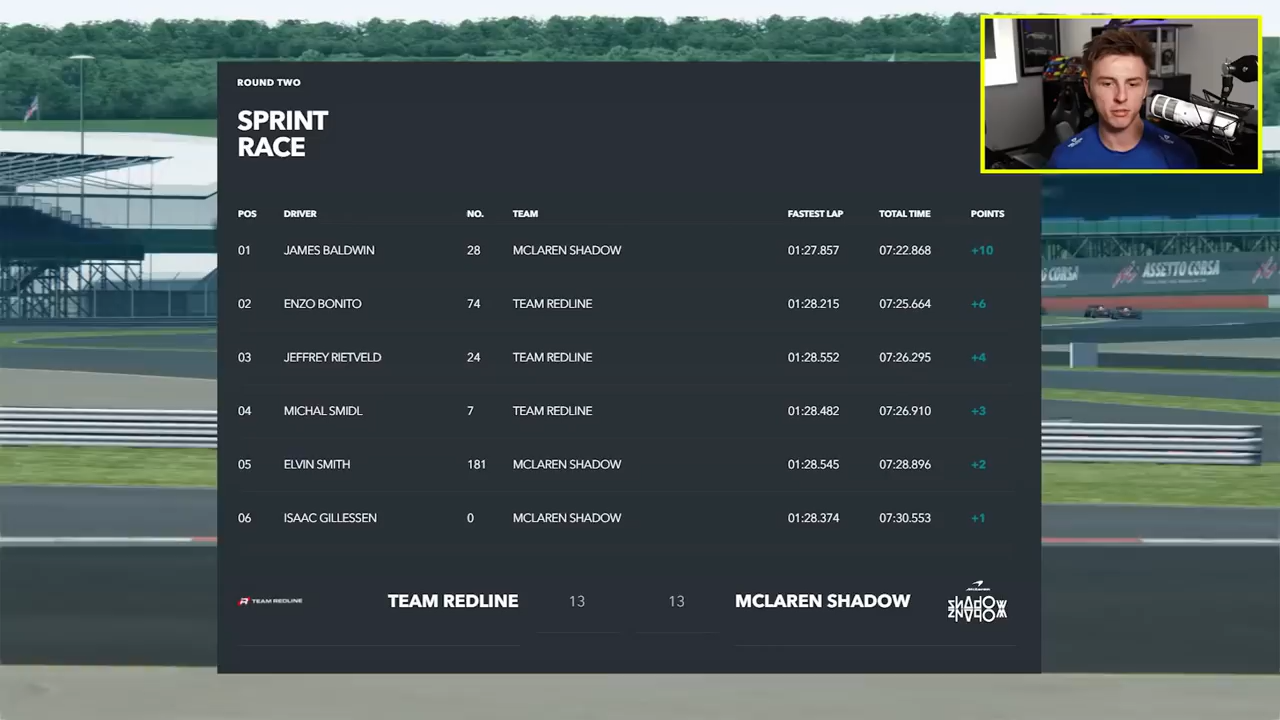 ROUND TWO
SPRINT
RACE
POS DRIVER NO. TEAM FASTEST LAP TOTAL TIME POINTS
01 JAMES BALDWIN 28 MCLAREN SHADOW 01:27.857 07:22.868 +10
02 ENZO BONITO 74 TEAM REDLINE 01:28.215 07:25.664 +6
03 JEFFREY RIETVELD 24 TEAM REDLINE 01:28.552 07:26.295 +4
04 MICHAL SMIDL 7 TEAM REDLINE 01:28.482 07:26.910 +3
05 ELVIN SMITH 181 MCLAREN SHADOW 01:28.545 07:28.896 +2
06 ISAAC GILLESSEN 0 MCLAREN SHADOW 01:28.374 07:30.553 +1
R TEAM REDLINE TEAM REDLINE 13 13 MCLAREN SHADOW McLaren
SHADOW
CORSA ASSETTO CORSA